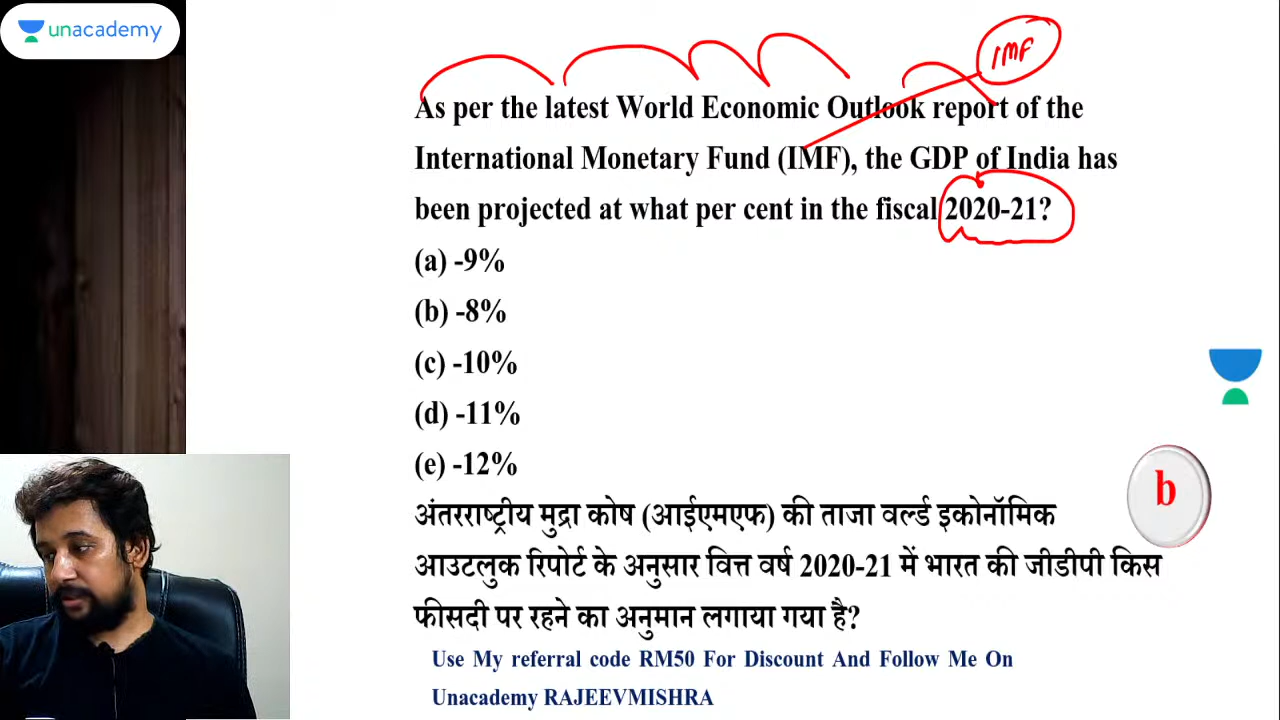 unacademy
IMF
As per the latest World Economic Outlook report of the
International Monetary Fund (IMF), the GDP of India has
been projected at what per cent in the fiscal 2020-21?
(a) -9%
(b) -8%
(c) -10%
(d) -11%
(e) -12%
b
अंतरराष्ट्रीय मुद्रा कोष (आईएमएफ) की ताजा वर्ल्ड इकोनॉमिक
आउटलुक रिपोर्ट के अनुसार वित्त वर्ष 2020-21 में भारत की जीडीपी किस
फीसदी पर रहने का अनुमान लगाया गया है?
Use My referral code RM50 For Discount And Follow Me On
Unacademy RAJEEVMISHRA